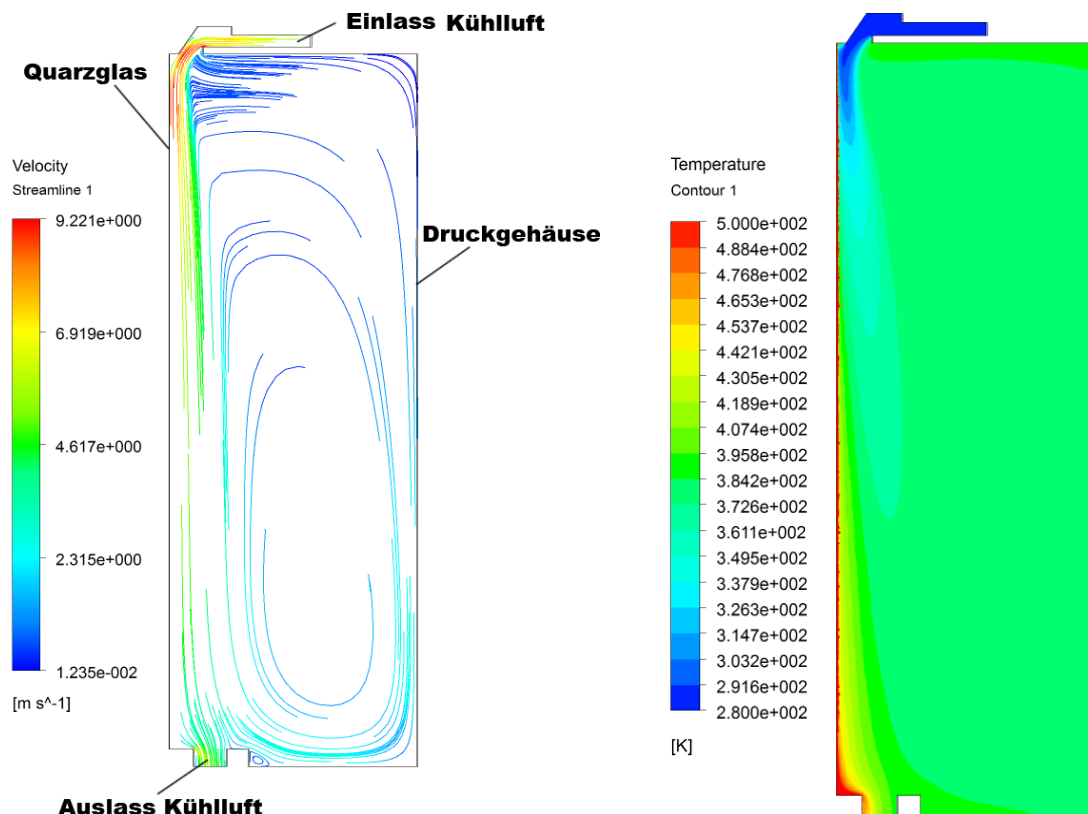 Einlass Kühlluft
Quarzglas
Velocity
Streamline 1
9.221e+000
6.919e+000
4.617e+000
2.315e+000
1.235e-002
[m s^-1]
Druckgehäuse
Auslass Kühlluft
Temperature
Contour 1
5.000e+002
4.884e+002
4.768e+002
4.653e+002
4.537e+002
4.421e+002
4.305e+002
4.189e+002
4.074e+002
3.958e+002
3.842e+002
3.726e+002
3.611e+002
3.495e+002
3.379e+002
3.263e+002
3.147e+002
3.032e+002
2.916e+002
2.800e+002
[K]